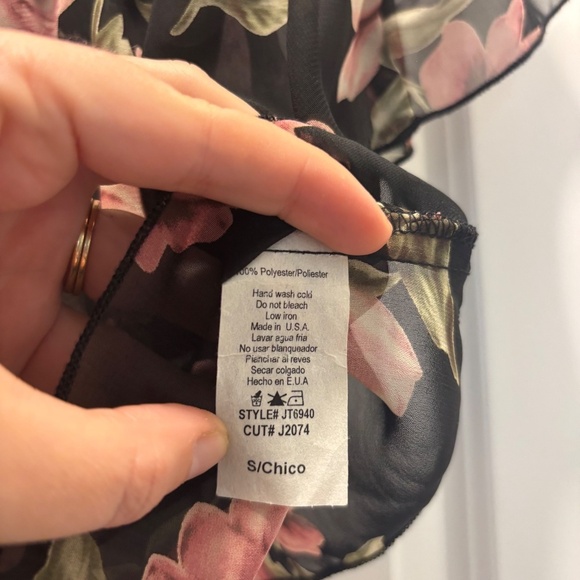 00% Polyester/Poliester
Hand wash cold
Do not bleach
Low iron
Made in U.S.A.
Lavar agua fria
No usar blanqueador
Planchar al reves
Secar colgado
Hecho en E.U.A
STYLE# JT6940
CUT# J2074
S/Chico